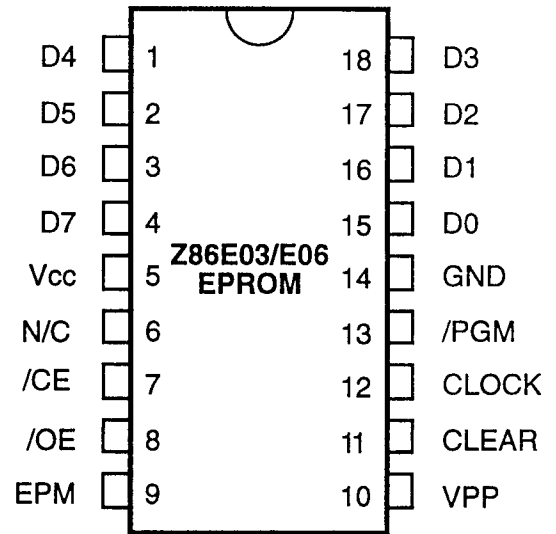 D4 1 18 D3
D5 2 17 D2
D6 3 16 D1
D7 4 15 D0
Z86E03/E06
Vcc 5 14 GND
EPROM
N/C 6 13 /PGM
/CE 7 12 CLOCK
/OE 8 11 CLEAR
EPM 9 10 VPP